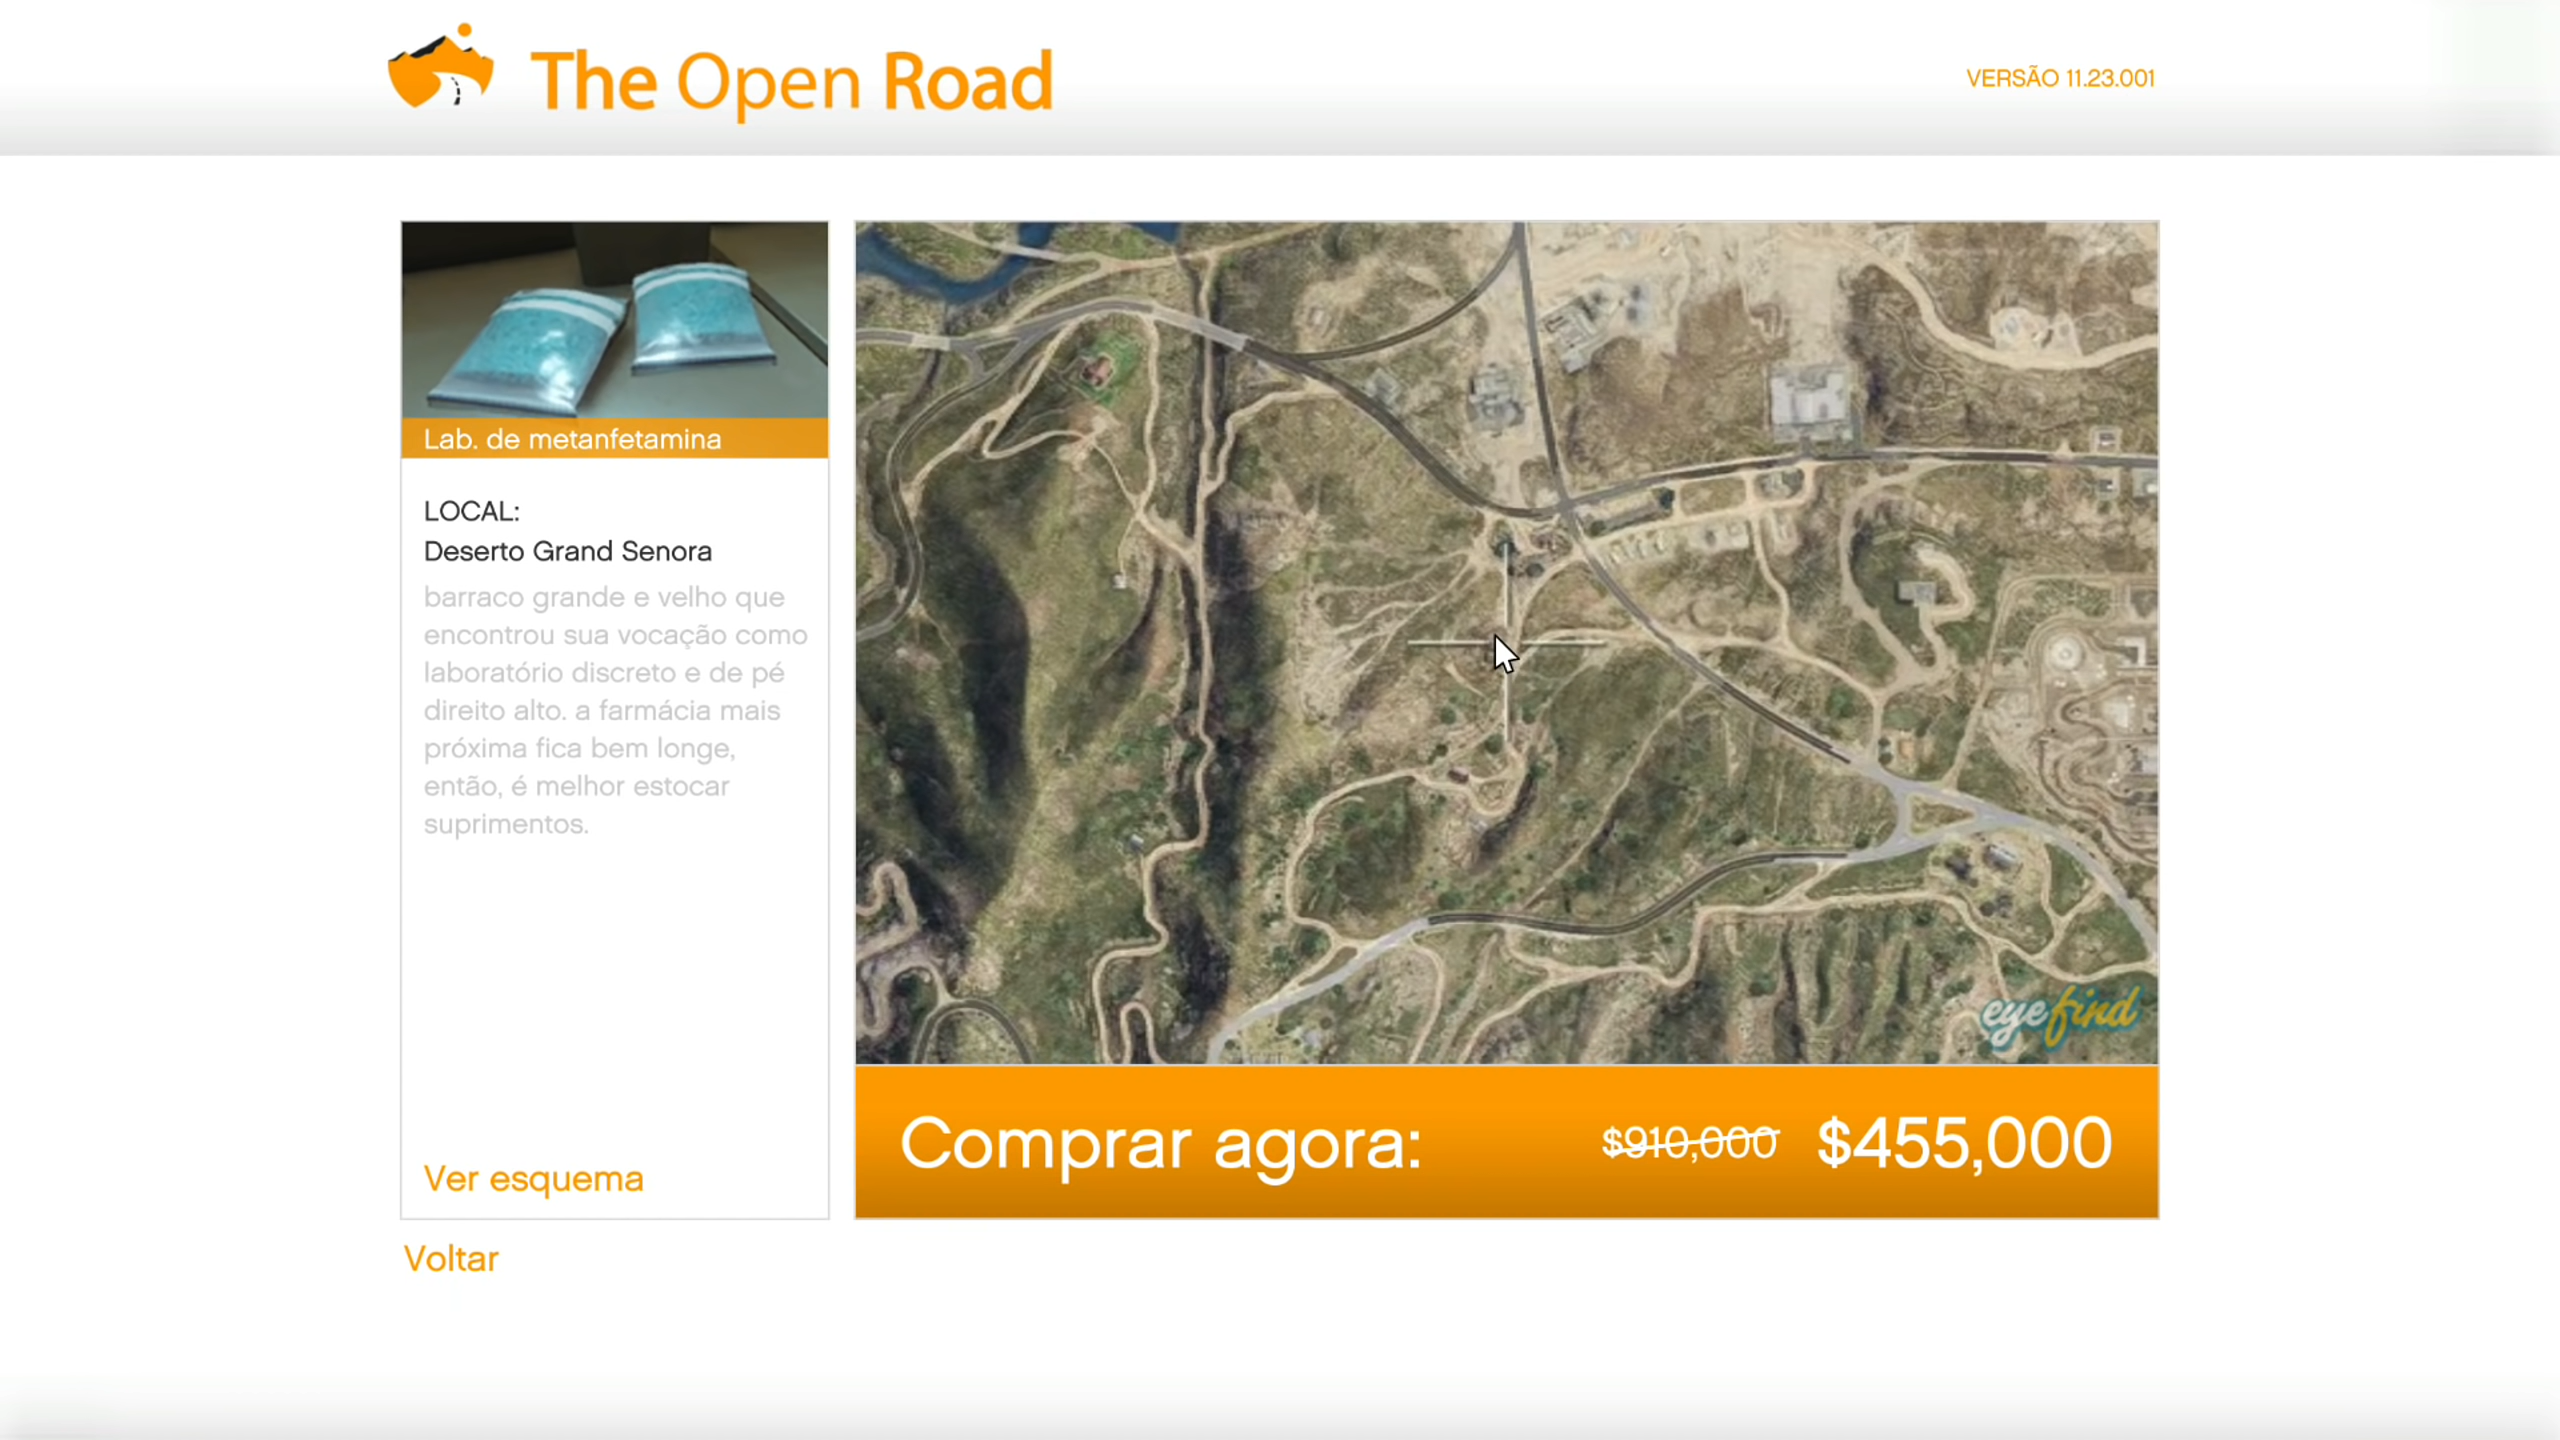 The Open Road
VERSÃO 11.23.001
Lab. de metanfetamina
LOCAL:
Deserto Grand Senora
barraco grande e velho que
encontrou sua vocação como
laboratório discreto e de pé
direito alto. a farmácia mais
próxima fica bem longe,
então, é melhor estocar
suprimentos.
Ver esquema
eyefind
Comprar agora: $910,000 $455,000
Voltar